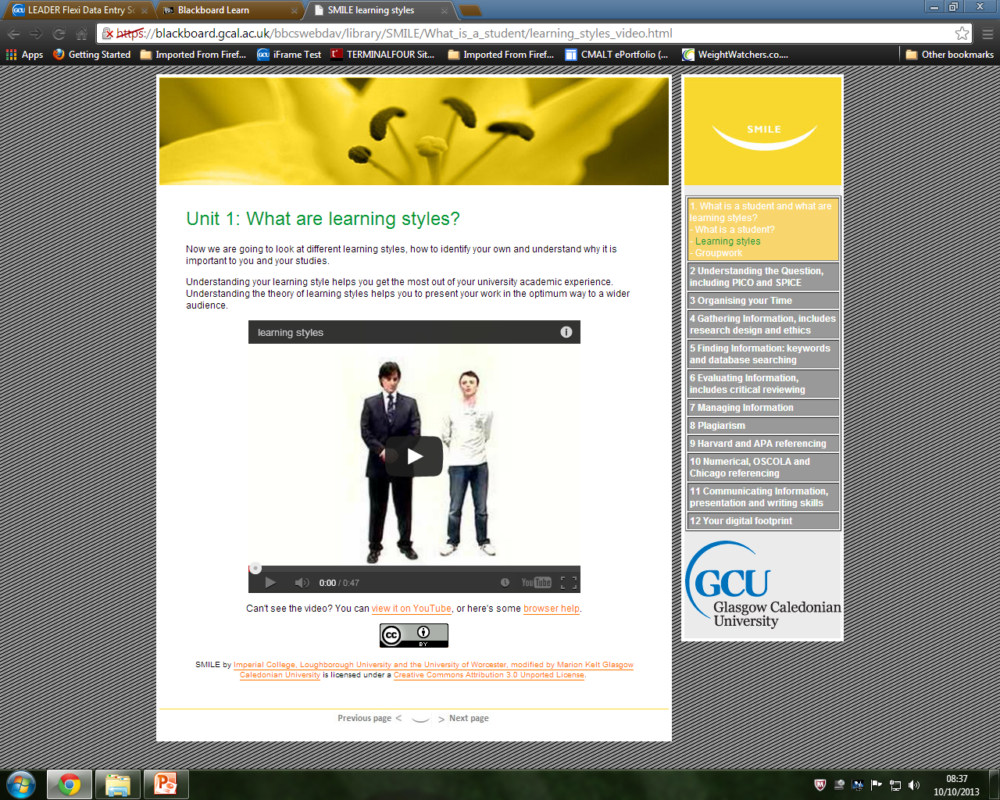 LEADER Flexi Data Entry Sc
Blackboard Learn
SMILE learning styles
https://blackboard.gcal.ac.uk/bbcswebdav/library/SMILE/What_is_a_student/learning_styles_video.html
Apps
Getting Started
Imported From Firef...
GCU iFrame Test
t TERMINALFOUR Sit...
Imported From Firef...
CMALT ePortfolio (...
WeightWatchers.co....
Other bookmarks
SMILE
Unit 1: What are learning styles?
Now we are going to look at different learning styles, how to identify your own and understand why it is
important to you and your studies.
Understanding your learning style helps you get the most out of your university academic experience.
Understanding the theory of learning styles helps you to present your work in the optimum way to a wider
audience.
learning styles
0:00 / 0:47
YouTube
Can't see the video? You can view it on YouTube, or here's some browser help.
cc
BY
SMILE by Imperial College, Loughborough University and the University of Worcester, modified by Marion Kelt Glasgow
Caledonian University is licensed under a Creative Commons Attribution 3.0 Unported License.
Previous page < > Next page
1. What is a student and what are
learning styles?
- What is a student?
- Learning styles
- Groupwork
2 Understanding the Question,
including PICO and SPICE
3 Organising your Time
4 Gathering Information, includes
research design and ethics
5 Finding Information: keywords
and database searching
6 Evaluating Information,
includes critical reviewing
7 Managing Information
8 Plagiarism
9 Harvard and APA referencing
10 Numerical, OSCOLA and
Chicago referencing
11 Communicating Information,
presentation and writing skills
12 Your digital footprint
GCU
Glasgow Caledonian
University
08:37
10/10/2013